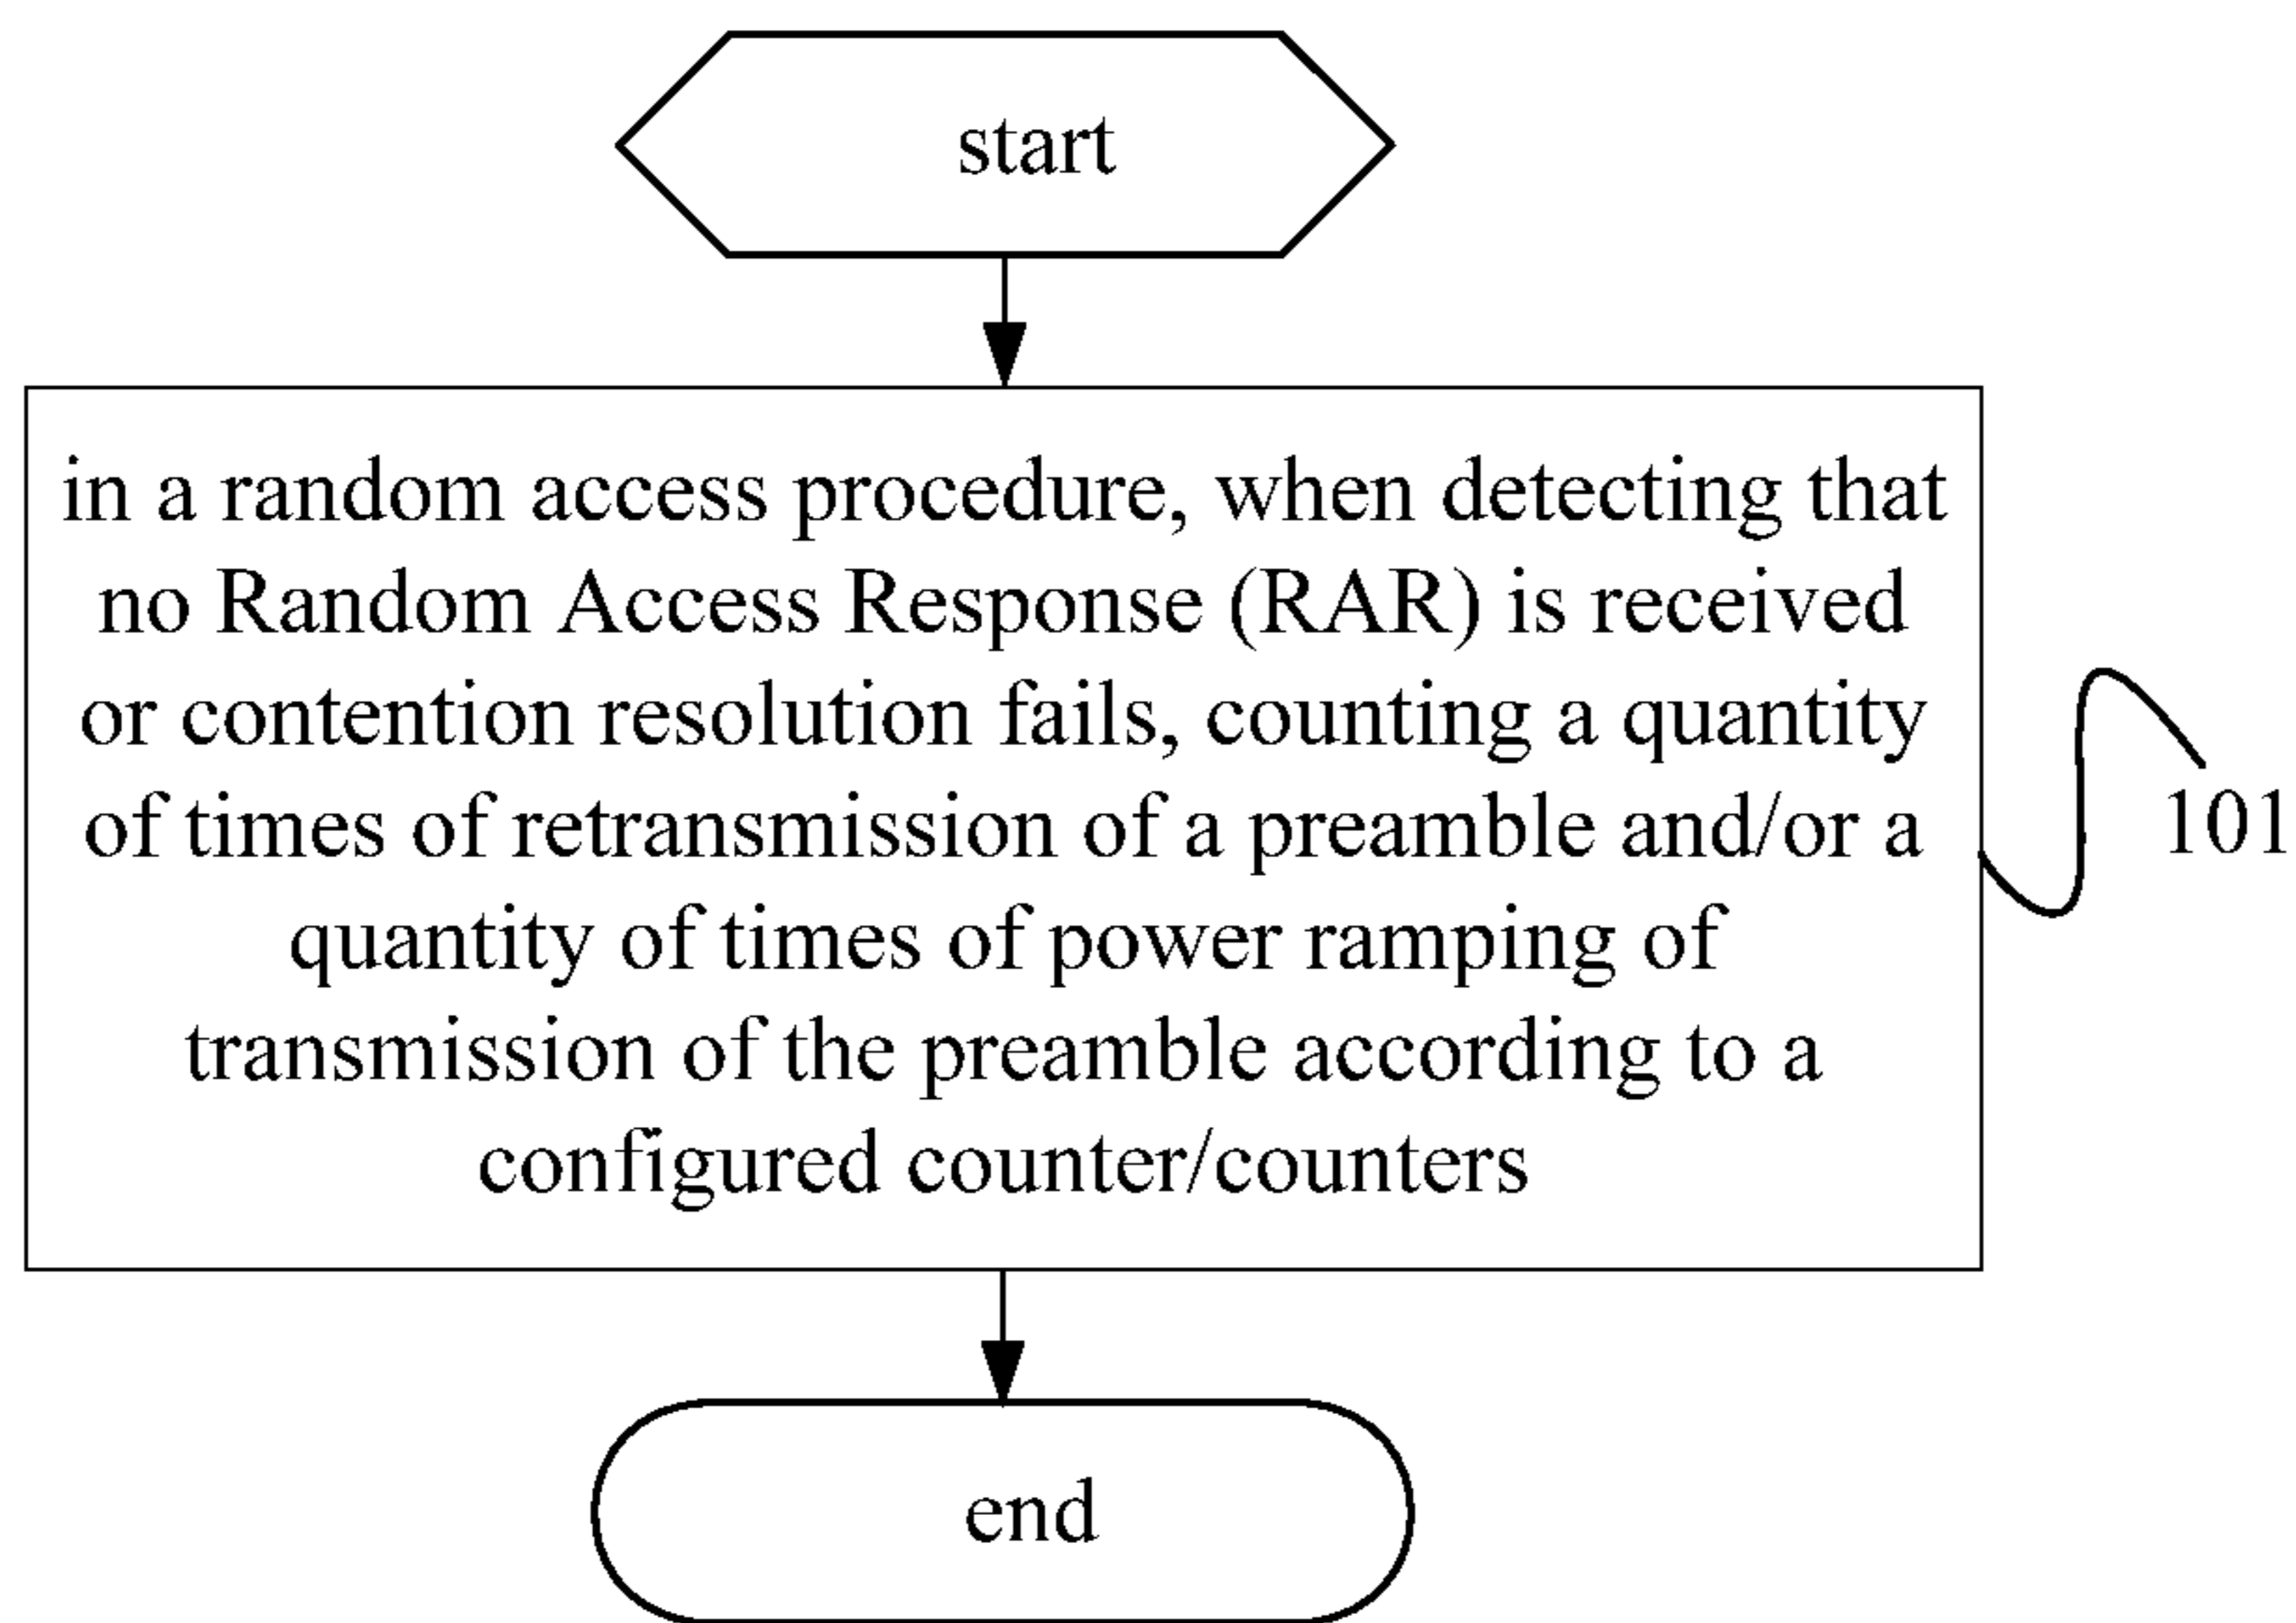 start
in a random access procedure, when detecting that
no Random Access Response (RAR) is received
or contention resolution fails, counting a quantity
of times of retransmission of a preamble and/or a
quantity of times of power ramping of
transmission of the preamble according to a
configured counter/counters
101
end